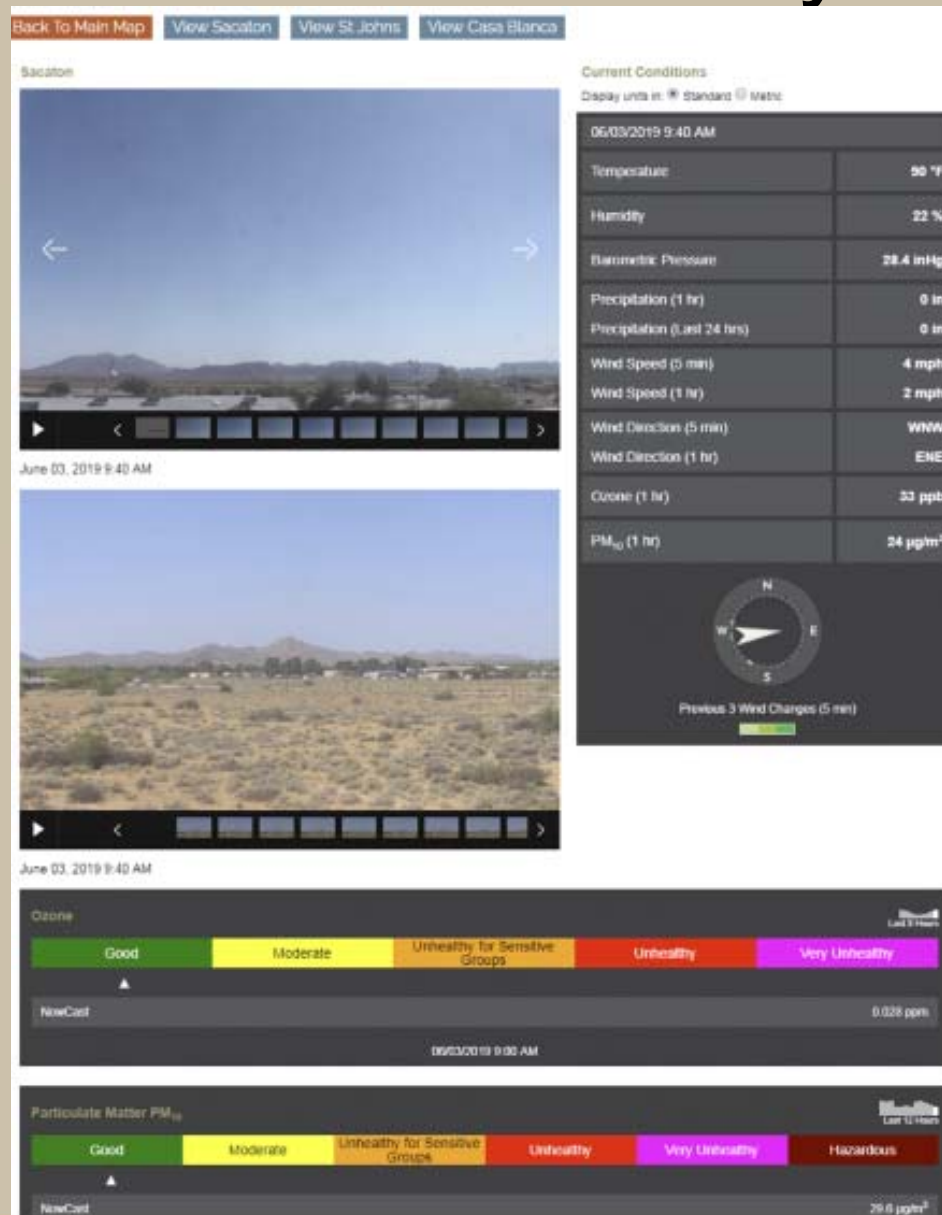 Back To Main Map View Sacaton View St. Johns View Casa Blanca
Sacaton
June 03, 2019 9:40 AM
June 03, 2019 9:40 AM
Current Conditions
Display units in: Standard Metric
06/03/2019 9:40 AM
Temperature 90 °F
Humidity 22 %
Barometric Pressure 28.4 inHg
Precipitation (1 hr) 0 in
Precipitation (Last 24 hrs) 0 in
Wind Speed (5 min) 4 mph
Wind Speed (1 hr) 2 mph
Wind Direction (5 min) WNW
Wind Direction (1 hr) ENE
Ozone (1 hr) 33 ppb
PM₁₀ (1 hr) 24 µg/m³
N
W E
S
Previous 3 Wind Changes (5 min)
Ozone
Last 8 Hours
Good Moderate Unhealthy for Sensitive Groups Unhealthy Very Unhealthy
NowCast 0.028 ppm
06/03/2019 9:00 AM
Particulate Matter PM₁₀
Last 12 Hours
Good Moderate Unhealthy for Sensitive Groups Unhealthy Very Unhealthy Hazardous
NowCast 29.6 µg/m³